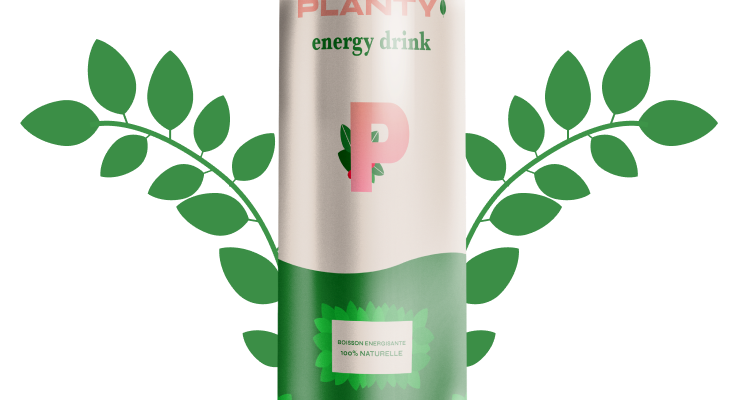 PLANTY
energy drink
P
BOISSON ENERGISANTE
100% NATURELLE